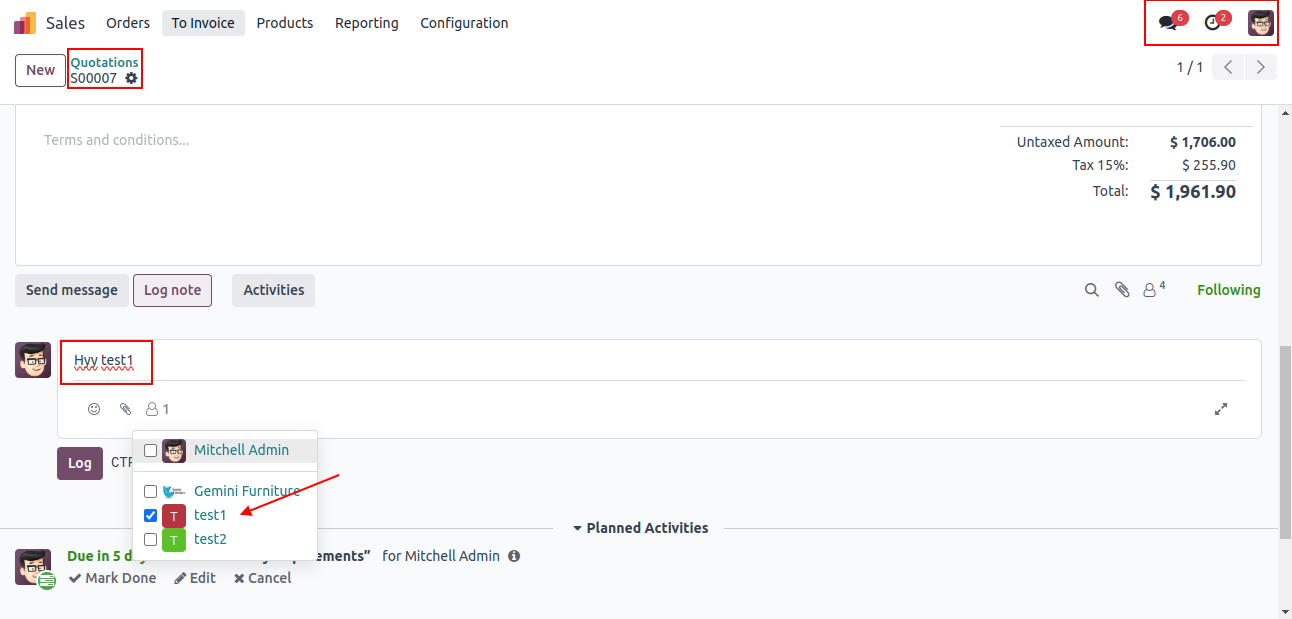 Sales Orders To Invoice Products Reporting Configuration 6 2
New Quotations
S00007
1 / 1
Terms and conditions...
Untaxed Amount: $ 1,706.00
Tax 15%: $ 255.90
Total: $ 1,961.90
Send message Log note Activities 4 Following
Hyy test1
1
Mitchell Admin
Log
Gemini Furniture
T test1
T test2
Planned Activities
Due in 5 ements” for Mitchell Admin
Mark Done Edit Cancel